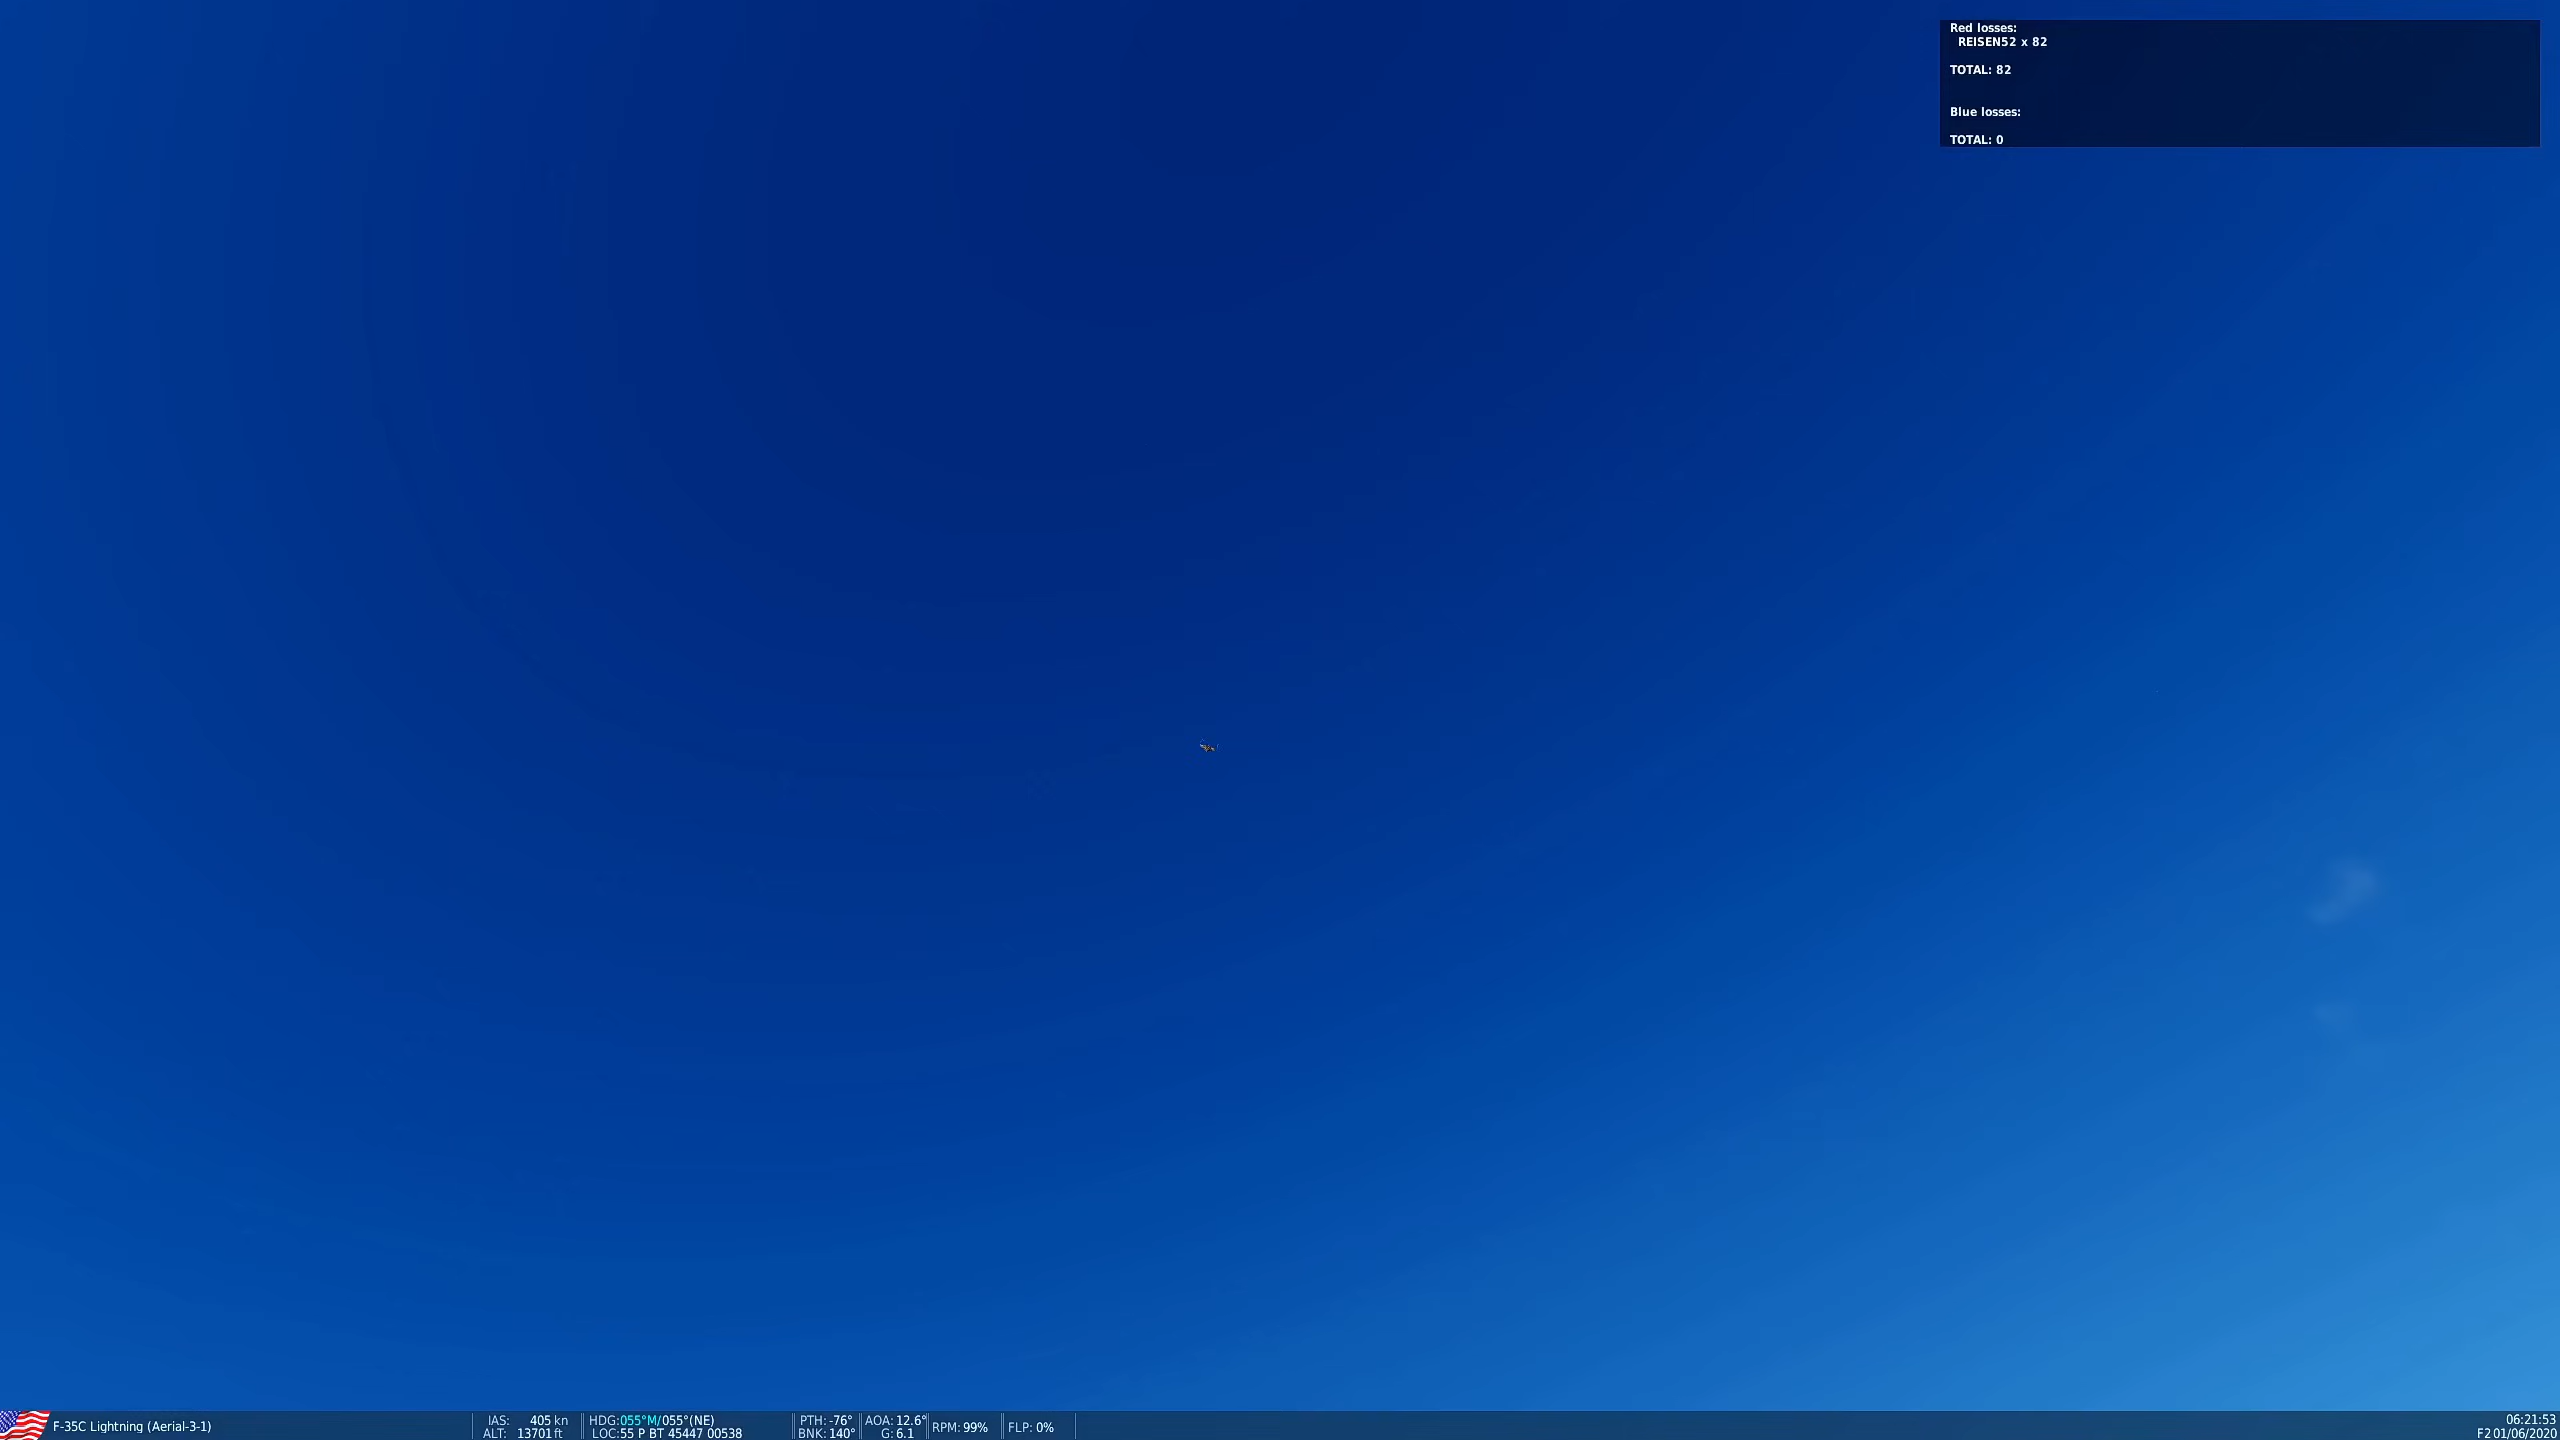 Red losses:
REISEN52 x 82
TOTAL: 82
Blue losses:
TOTAL: 0
F-35C Lightning (Aerial-3-1)
IAS: 405 kn
ALT: 13701 ft
HDG:055°M/055°(NE)
LOC:55 P BT 45447 00538
PTH: -76°
BNK: 140°
AOA: 12.6°
G: 6.1
RPM: 99%
FLP: 0%
06:21:53
F2 01/06/2020